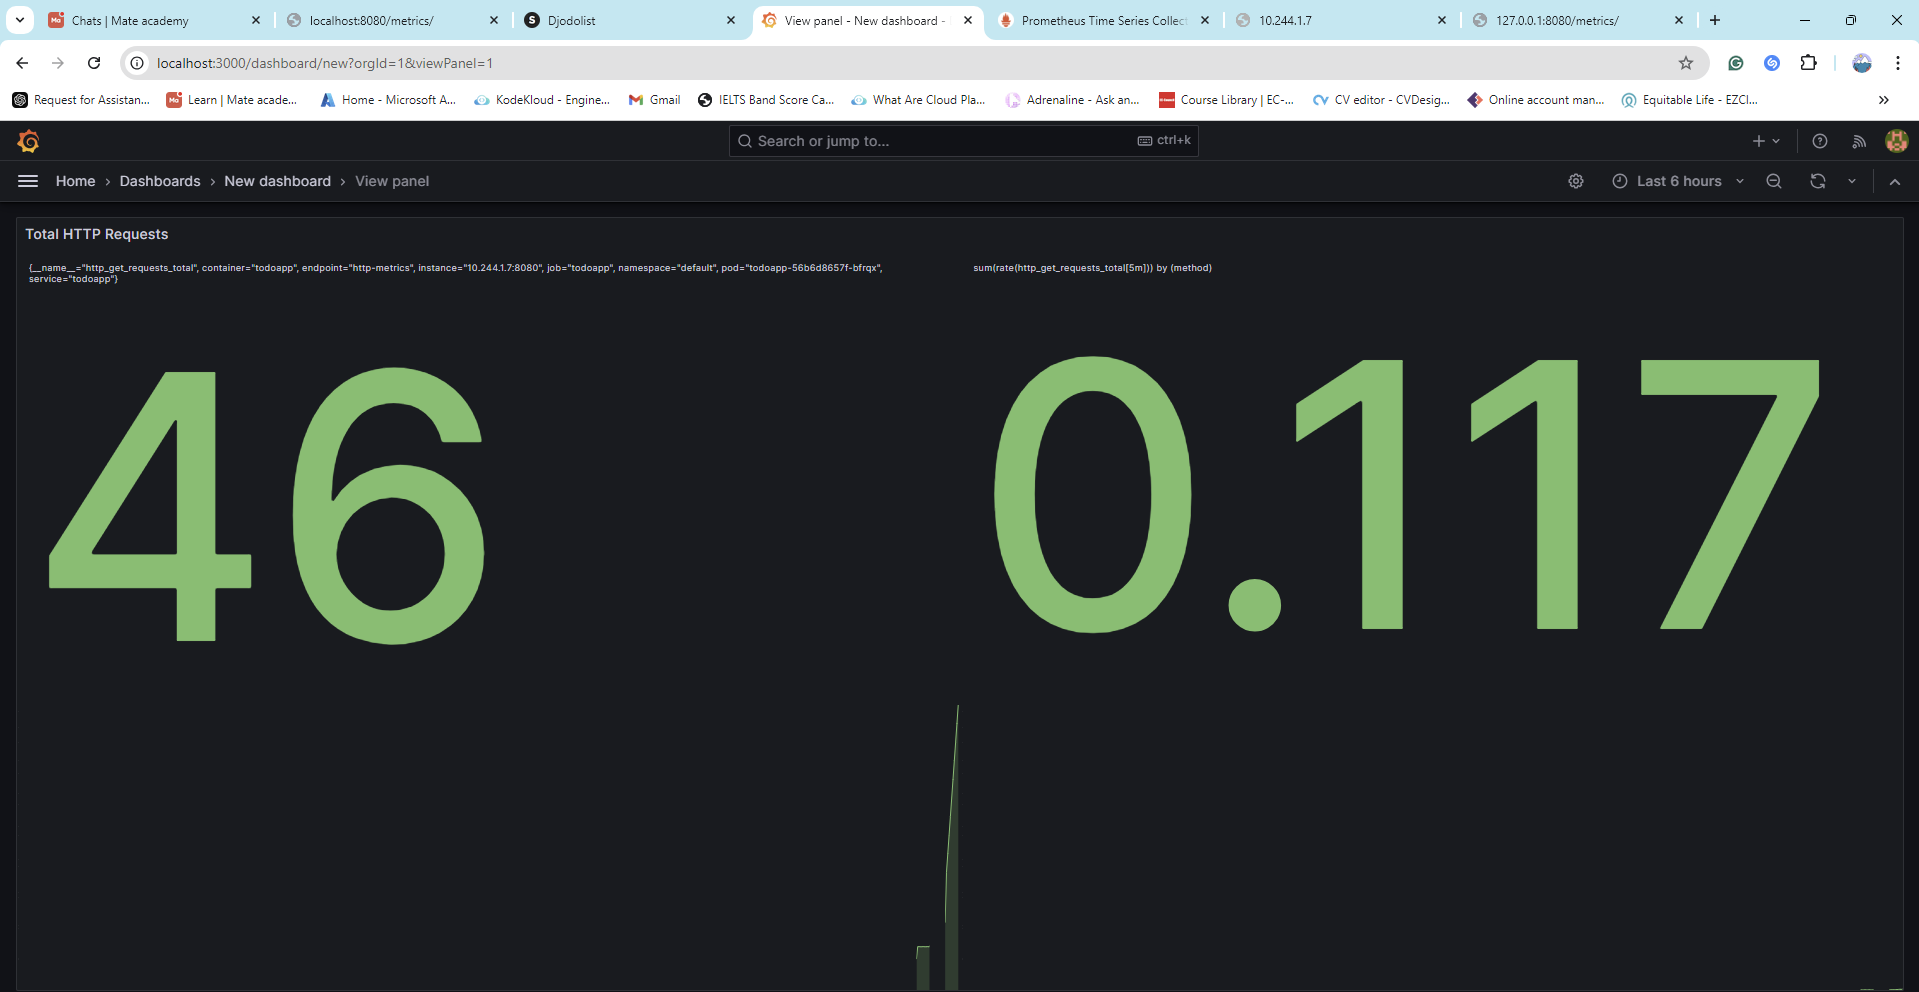 Chats | Mate academy
localhost:8080/metrics/
Djodolist
View panel - New dashboard -
Prometheus Time Series Collect
10.244.1.7
127.0.0.1:8080/metrics/
localhost:3000/dashboard/new?orgId=1&viewPanel=1
Request for Assistan...
Learn | Mate acade...
Home - Microsoft A...
KodeKloud - Engine...
Gmail
IELTS Band Score Ca...
What Are Cloud Pla...
Adrenaline - Ask an...
Course Library | EC-...
CV editor - CVDesig...
Online account man...
Equitable Life - EZCl...
Search or jump to...
ctrl+k
Home › Dashboards › New dashboard › View panel
Last 6 hours
Total HTTP Requests
{__name__="http_get_requests_total", container="todoapp", endpoint="http-metrics", instance="10.244.1.7:8080", job="todoapp", namespace="default", pod="todoapp-56b6d8657f-bfrqx",
service="todoapp"}
sum(rate(http_get_requests_total[5m])) by (method)
46
0.117